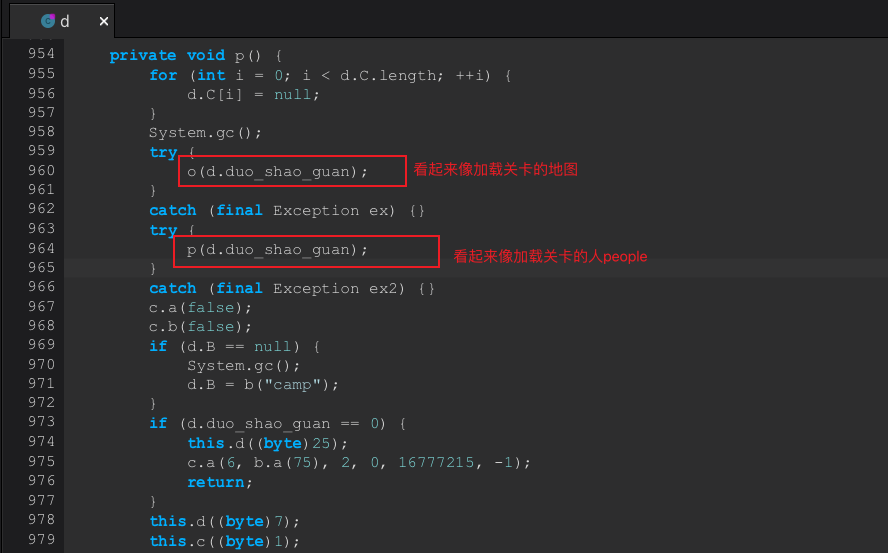 d ×
954 private void p() {
955 for (int i = 0; i < d.C.length; ++i) {
956 d.C[i] = null;
957 }
958 System.gc();
959 try {
960 o(d.duo_shao_guan); 看起来像加载关卡的地图
961 }
962 catch (final Exception ex) {}
963 try {
964 p(d.duo_shao_guan); 看起来像加载关卡的人people
965 }
966 catch (final Exception ex2) {}
967 c.a(false);
968 c.b(false);
969 if (d.B == null) {
970 System.gc();
971 d.B = b("camp");
972 }
973 if (d.duo_shao_guan == 0) {
974 this.d((byte)25);
975 c.a(6, b.a(75), 2, 0, 16777215, -1);
976 return;
977 }
978 this.d((byte)7);
979 this.c((byte)1);